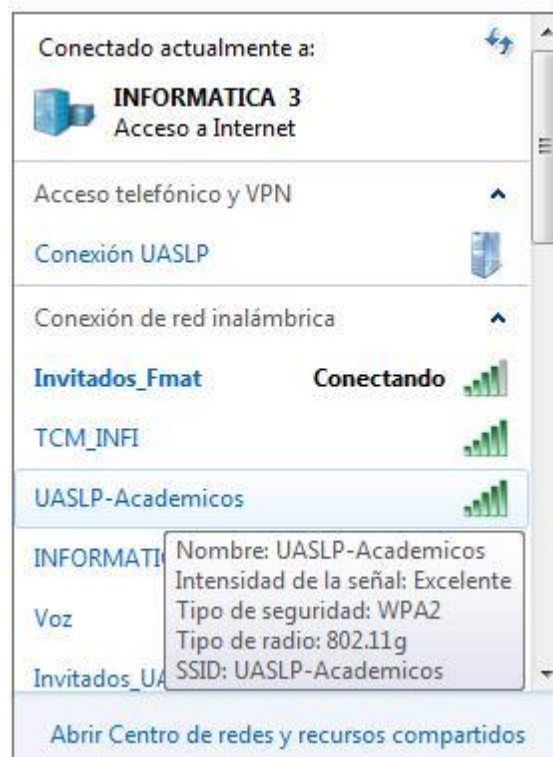 Conectado actualmente a:
INFORMATICA 3
Acceso a Internet
Acceso telefónico y VPN
Conexión UASLP
Conexión de red inalámbrica
Invitados_Fmat Conectando
TCM_INFI
UASLP-Academicos
INFORMATI
Nombre: UASLP-Academicos
Intensidad de la señal: Excelente
Tipo de seguridad: WPA2
Tipo de radio: 802.11g
SSID: UASLP-Academicos
Voz
Invitados_UA
Abrir Centro de redes y recursos compartidos